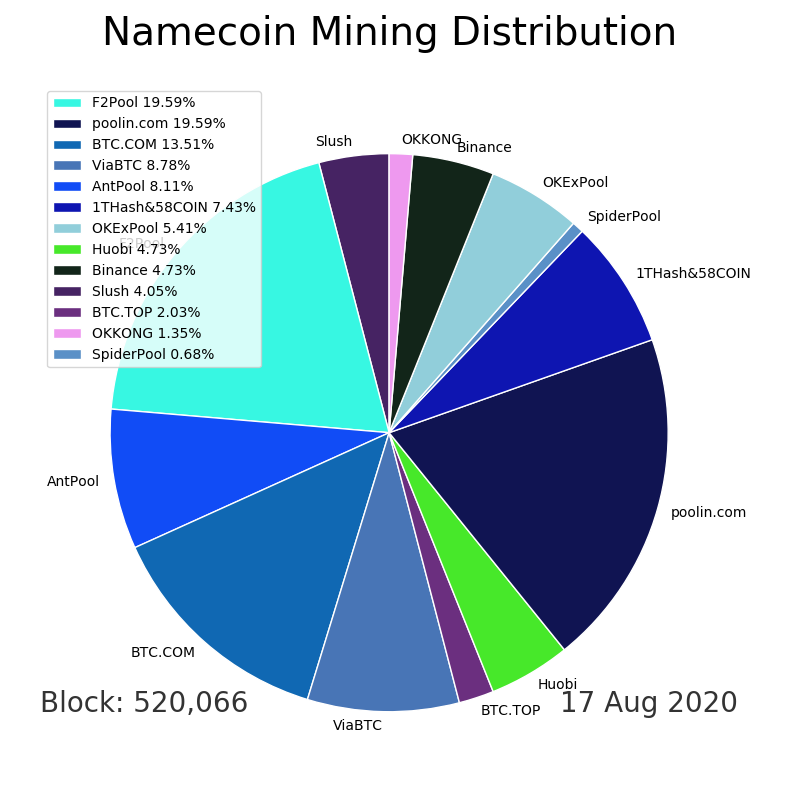 Namecoin Mining Distribution
F2Pool 19.59%
poolin.com 19.59%
BTC.COM 13.51%
ViaBTC 8.78%
AntPool 8.11%
1THash&58COIN 7.43%
OKExPool 5.41%
Huobi 4.73%
Binance 4.73%
Slush 4.05%
BTC.TOP 2.03%
OKKONG 1.35%
SpiderPool 0.68%
Slush
OKKONG
Binance
OKExPool
SpiderPool
1THash&58COIN
poolin.com
Huobi
BTC.TOP
ViaBTC
BTC.COM
AntPool
F2Pool
Block: 520,066
17 Aug 2020